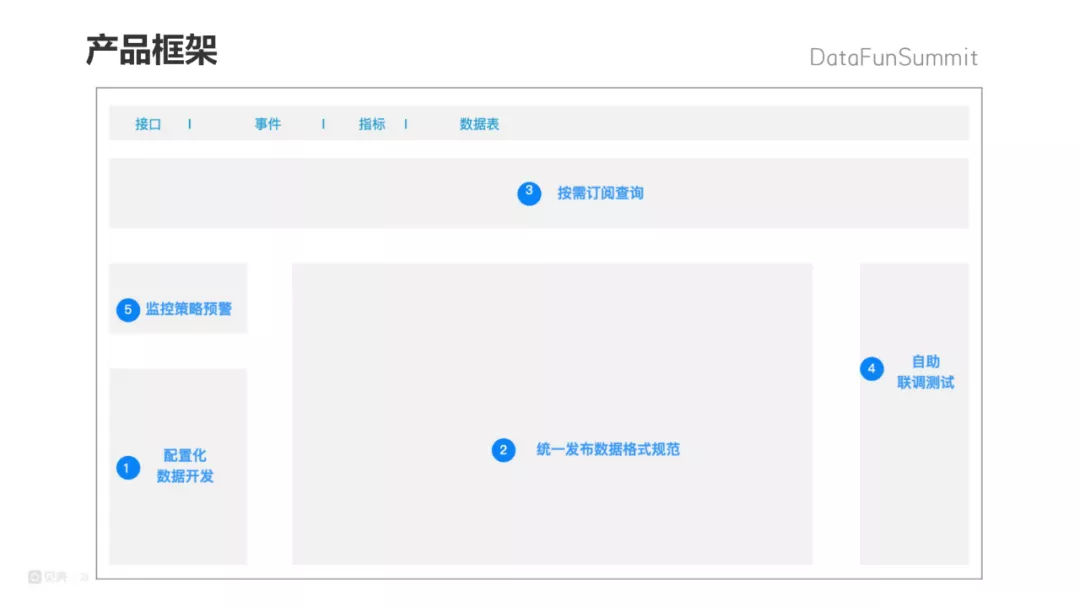 产品框架
DataFunSummit
接口 | 事件 | 指标 | 数据表
3 按需订阅查询
5 监控策略预警
4 自助
联调测试
1 配置化
数据开发
2 统一发布数据格式规范